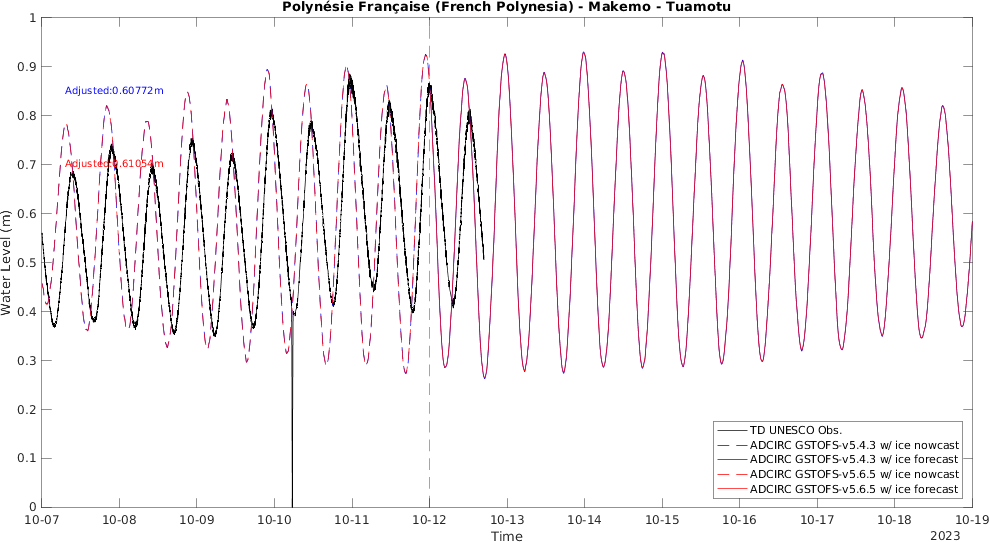 Polynésie Française (French Polynesia) - Makemo - Tuamotu
1
0.9
0.8
0.7
0.6
0.5
0.4
0.3
0.2
0.1
0
Water Level (m)
Adjusted:0.60772m
Adjusted:0.61054m
TD UNESCO Obs.
ADCIRC GSTOFS-v5.4.3 w/ ice nowcast
ADCIRC GSTOFS-v5.4.3 w/ ice forecast
ADCIRC GSTOFS-v5.6.5 w/ ice nowcast
ADCIRC GSTOFS-v5.6.5 w/ ice forecast
10-07 10-08 10-09 10-10 10-11 10-12 10-13 10-14 10-15 10-16 10-17 10-18 10-19
Time
2023